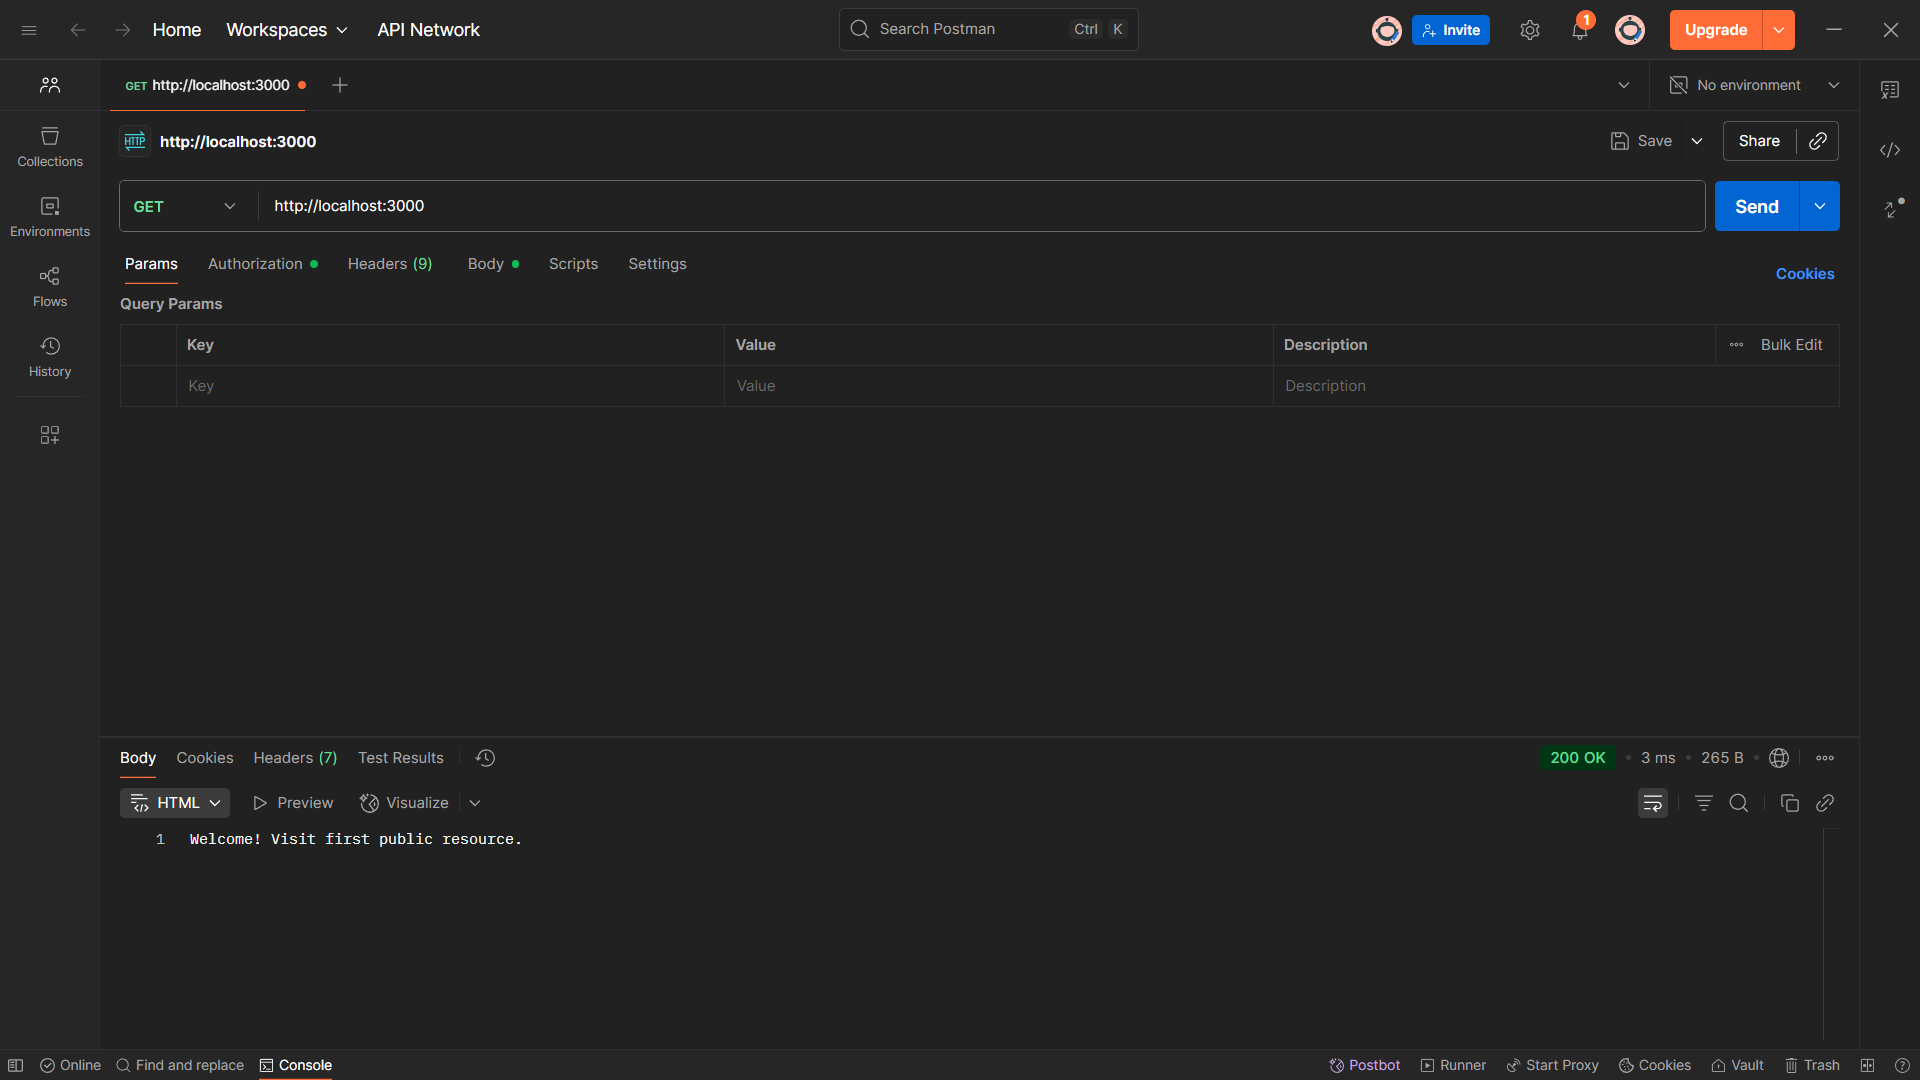 Home Workspaces API Network Search Postman Ctrl K Invite 1 Upgrade
GET http://localhost:3000 No environment
HTTP http://localhost:3000 Save Share
Collections
Environments
Flows
History
GET http://localhost:3000 Send
Params Authorization Headers (9) Body Scripts Settings Cookies
Query Params
Key Value Description Bulk Edit
Key Value Description
Body Cookies Headers (7) Test Results 200 OK • 3 ms • 265 B •
HTML Preview Visualize
1 Welcome! Visit first public resource.
Online Find and replace Console Postbot Runner Start Proxy Cookies Vault Trash